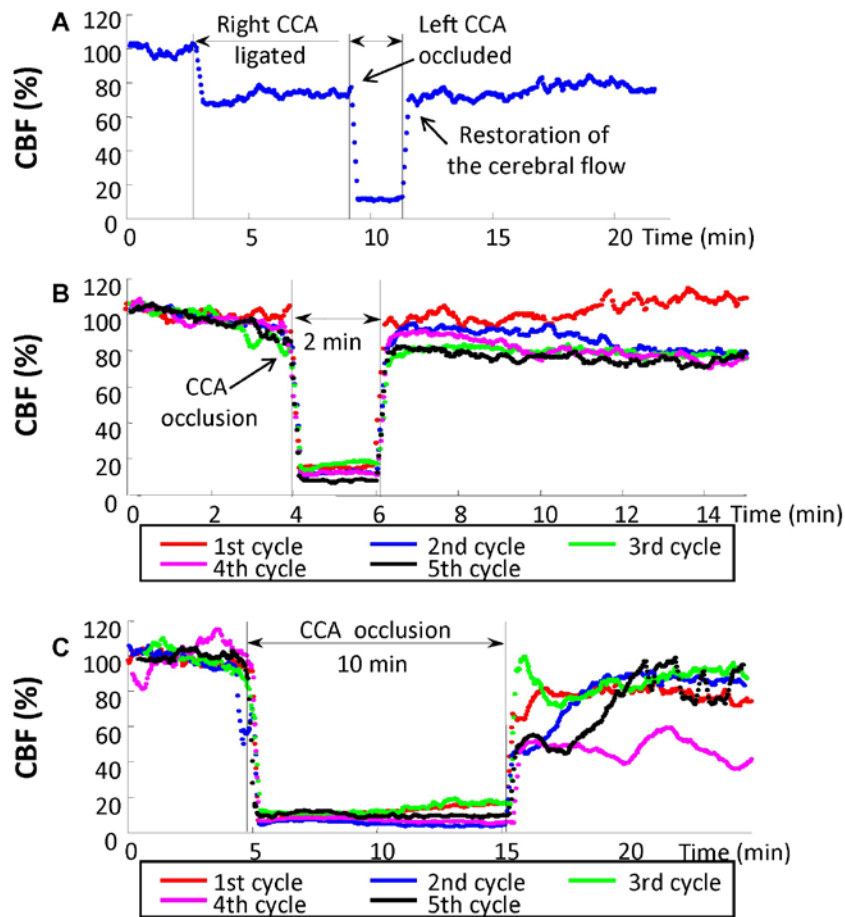 A
120
100
80
60
40
20
0
CBF (%)
Right CCA
ligated
Left CCA
occluded
Restoration of
the cerebral flow
5
10
15
20
Time (min)
B
120
100
80
60
40
20
0
CBF (%)
2 min
CCA
occlusion
0
2
4
6
8
10
12
14
Time (min)
1st cycle
2nd cycle
3rd cycle
4th cycle
5th cycle
C
120
100
80
60
40
20
0
CBF (%)
CCA occlusion
10 min
5
10
15
20
Time (min)
1st cycle
2nd cycle
3rd cycle
4th cycle
5th cycle